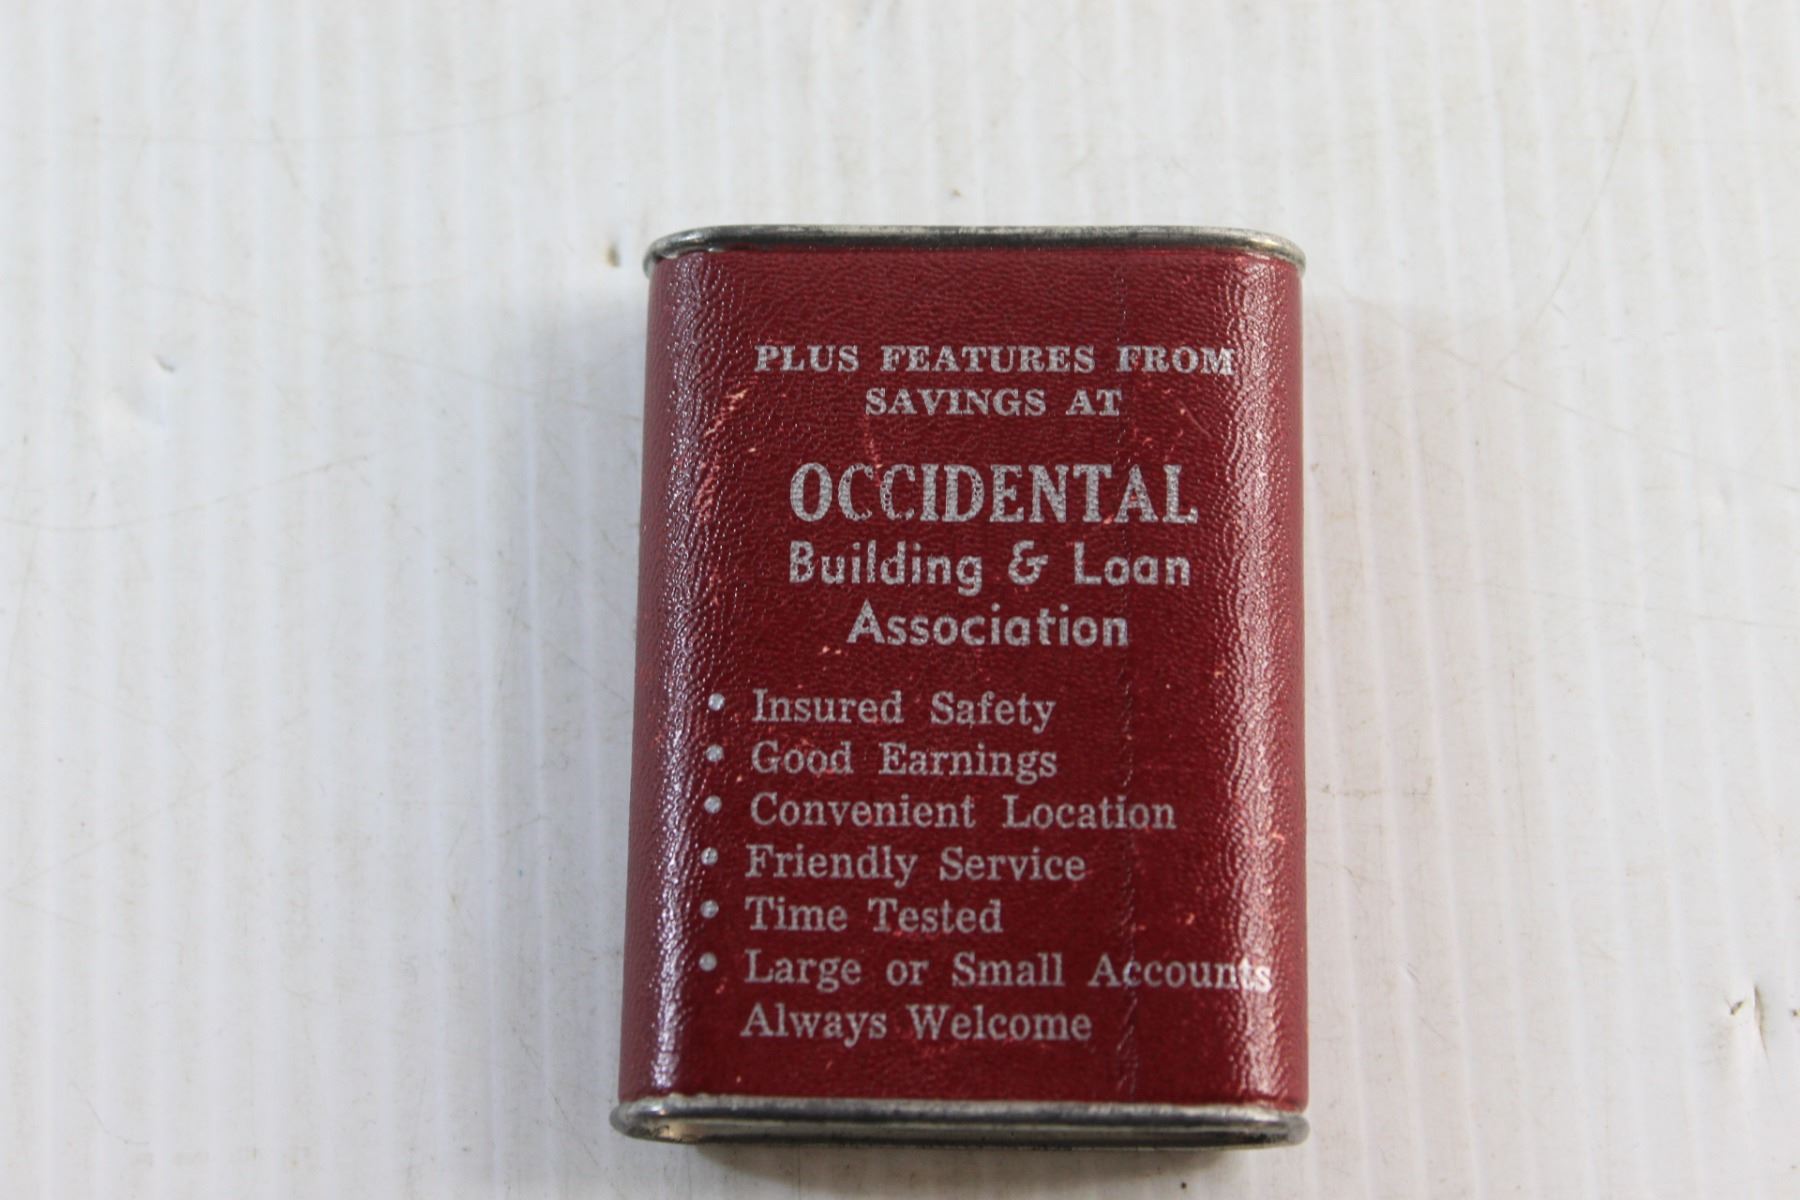 PLUS FEATURES FROM
SAVINGS AT
OCCIDENTAL
Building & Loan
Association
• Insured Safety
• Good Earnings
• Convenient Location
• Friendly Service
• Time Tested
• Large or Small Accounts
Always Welcome